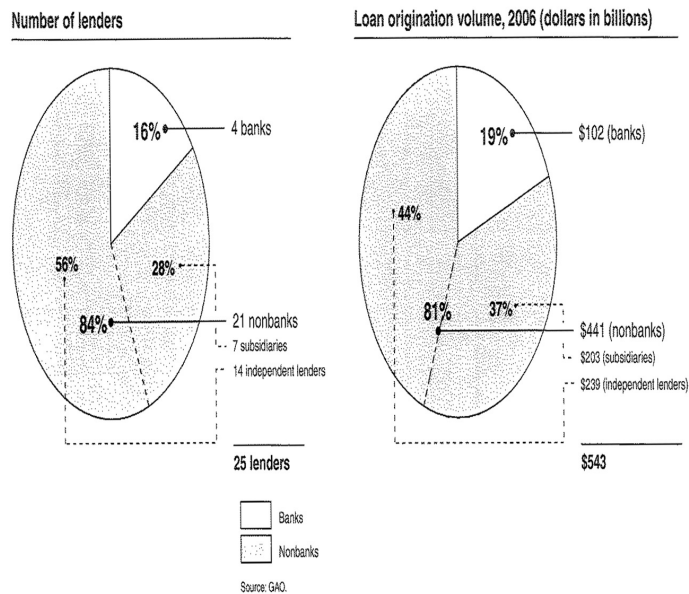 Number of lenders
16%
4 banks
56%
28%
84%
21 nonbanks
7 subsidiaries
14 independent lenders
25 lenders
Loan origination volume, 2006 (dollars in billions)
19%
$102 (banks)
44%
81%
37%
$441 (nonbanks)
$203 (subsidiaries)
$239 (independent lenders)
$543
Banks
Nonbanks
Source: GAO.